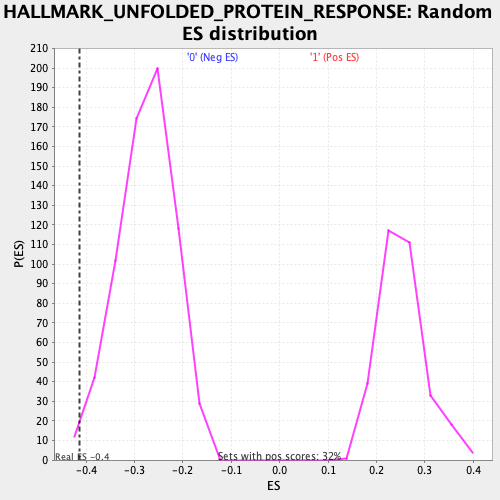 HALLMARK_UNFOLDED_PROTEIN_RESPONSE: Random
ES distribution
'0' (Neg ES) '1' (Pos ES)
210
200
190
180
170
160
150
140
130
120
110
100
90
80
70
60
50
40
30
20
10
0
P(ES)
Real ES -0.4
Sets with pos scores: 32%
-0.4 -0.3 -0.2 -0.1 0.0 0.1 0.2 0.3 0.4
ES